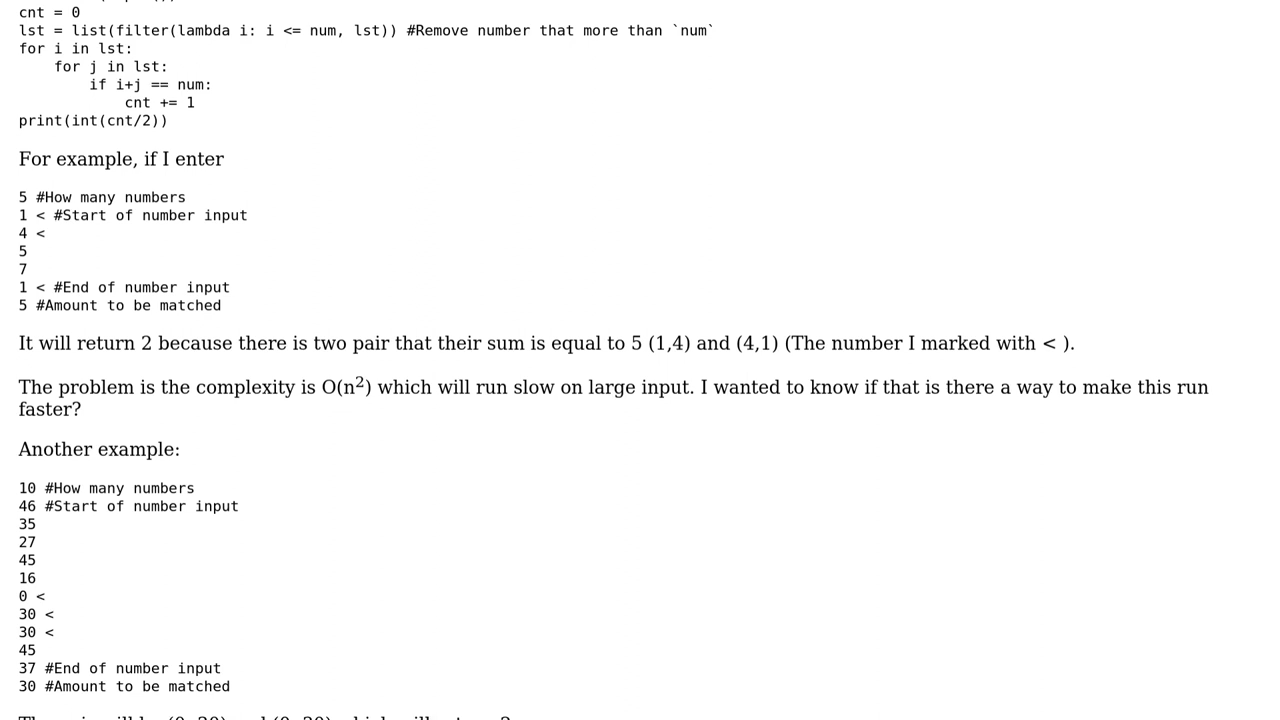 cnt = 0
lst = list(filter(lambda i: i <= num, lst)) #Remove number that more than `num`
for i in lst:
    for j in lst:
        if i+j == num:
            cnt += 1
print(int(cnt/2))
For example, if I enter
5 #How many numbers
1 < #Start of number input
4 <
5
7
1 < #End of number input
5 #Amount to be matched
It will return 2 because there is two pair that their sum is equal to 5 (1,4) and (4,1) (The number I marked with < ).
The problem is the complexity is O(n²) which will run slow on large input. I wanted to know if that is there a way to make this run
faster?
Another example:
10 #How many numbers
46 #Start of number input
35
27
45
16
0 <
30 <
30 <
45
37 #End of number input
30 #Amount to be matched